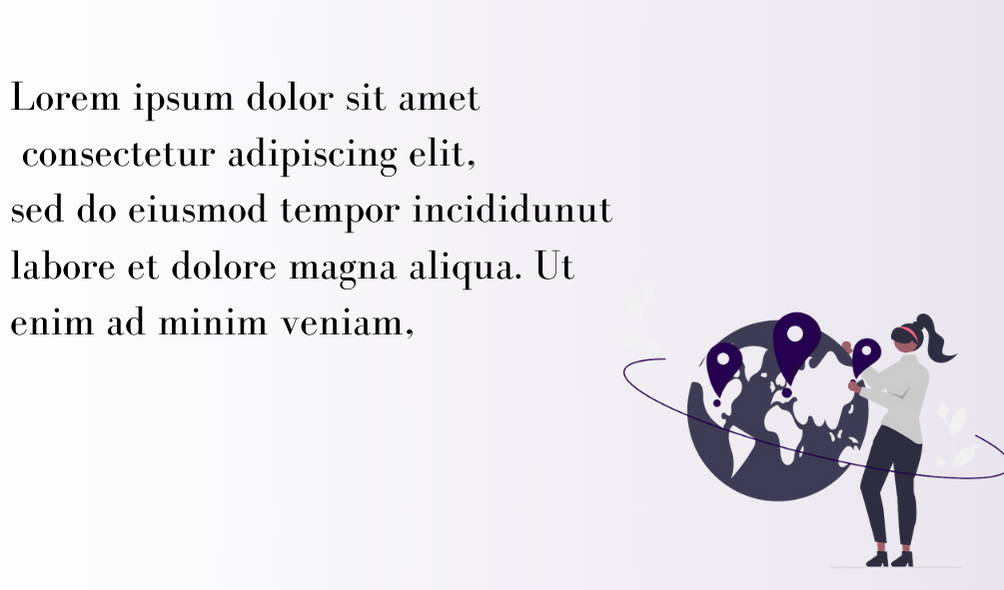 Lorem ipsum dolor sit amet
consectetur adipiscing elit,
sed do eiusmod tempor incididunut
labore et dolore magna aliqua. Ut
enim ad minim veniam,